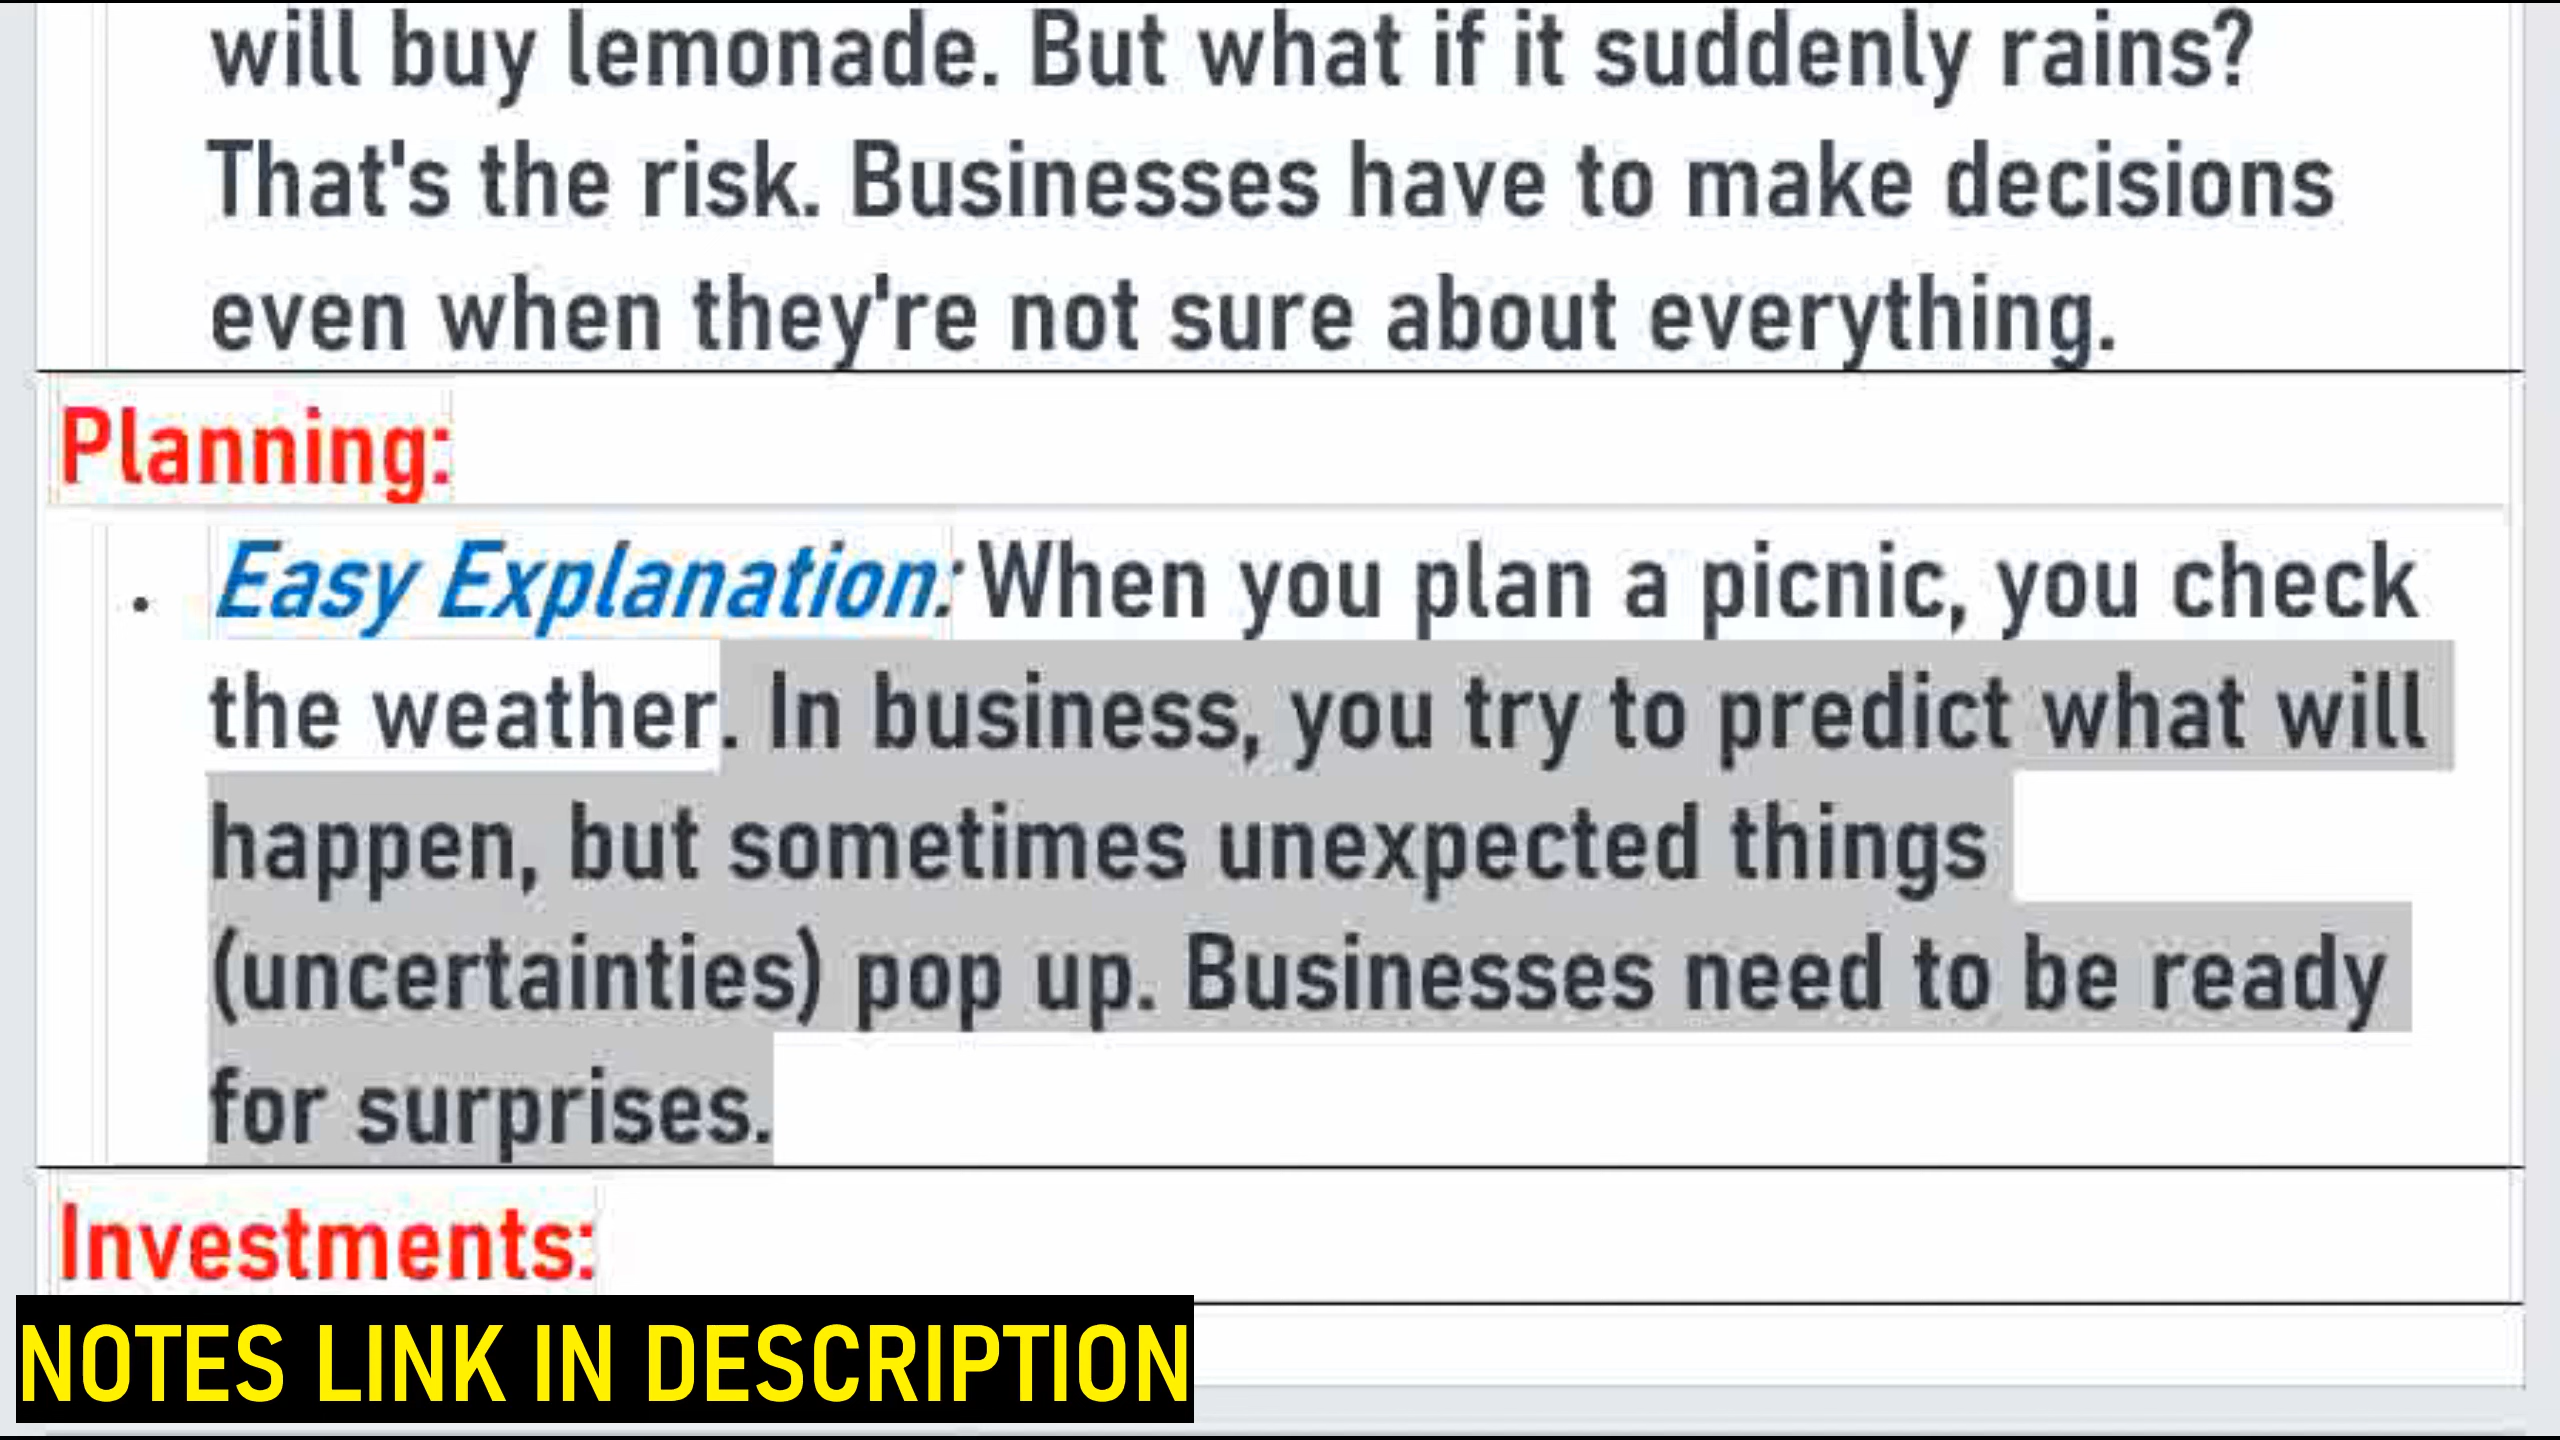 will buy lemonade. But what if it suddenly rains?
That's the risk. Businesses have to make decisions
even when they're not sure about everything.
Planning:
• Easy Explanation: When you plan a picnic, you check
the weather. In business, you try to predict what will
happen, but sometimes unexpected things
(uncertainties) pop up. Businesses need to be ready
for surprises.
Investments:
NOTES LINK IN DESCRIPTION